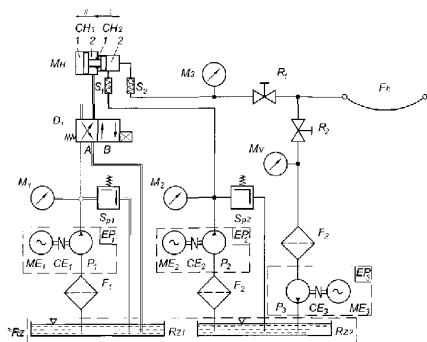 II I
CH₁ CH₂
1 2 1 2
MH
S₁ S₂
M3 R₁ Fh
D₁
A B
R₂
Mv
M₁ M₂
Sp1 Sp2
F₃
EP₁ EP₂
ME₁ CE₁ P₁ ME₂ CE₂ P₂
EP₃
P₃ CE₃ ME₃
F₁ F₂
Rz Rz1 Rz2